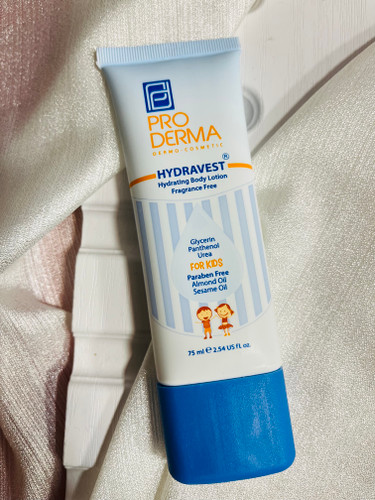 PRO
DERMA
DERMO-COSMETIC
HYDRAVEST®
Hydrating Body Lotion
Fragrance Free
Glycerin
Panthenol
Urea
FOR KIDS
Paraben Free
Almond Oil
Sesame Oil
75 ml ℮ 2.54 US fl. oz.